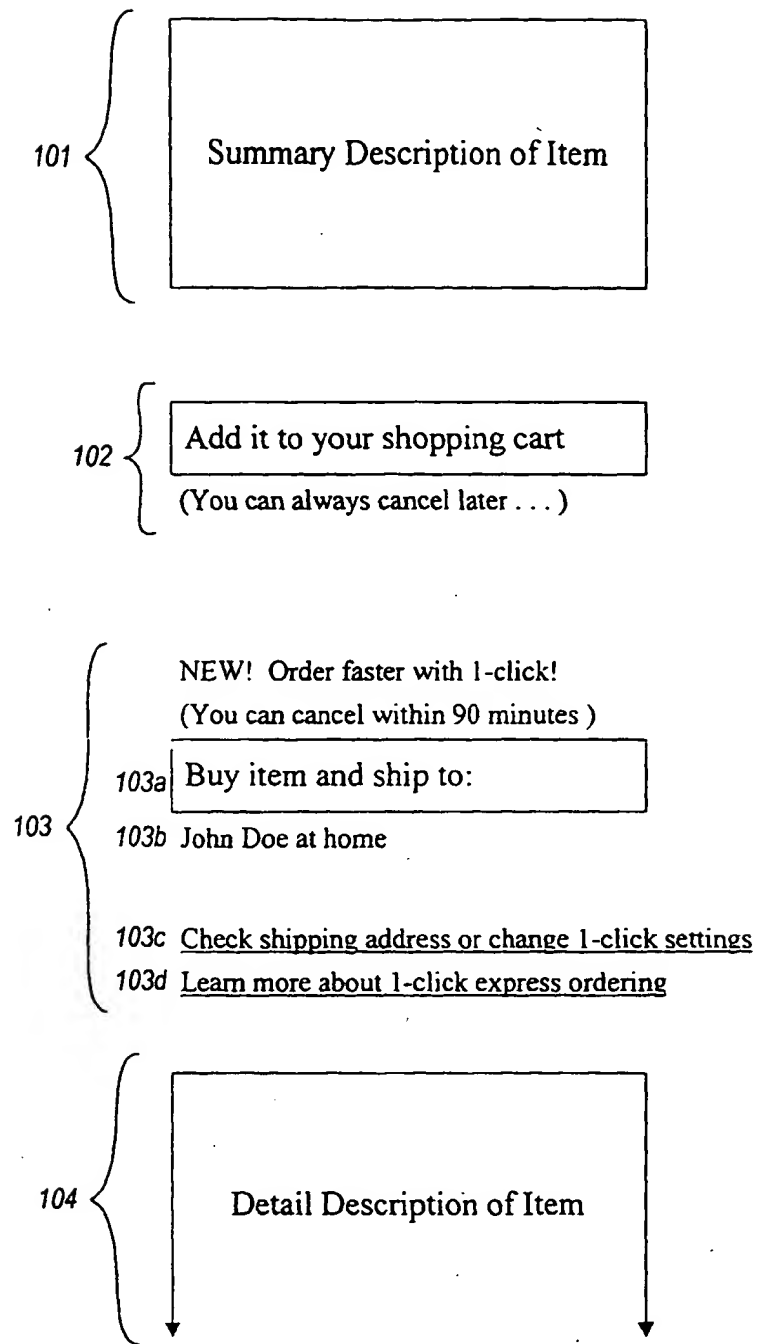 101
Summary Description of Item
102
Add it to your shopping cart
(You can always cancel later . . . )
103
NEW! Order faster with 1-click!
(You can cancel within 90 minutes )
103a Buy item and ship to:
103b John Doe at home
103c Check shipping address or change 1-click settings
103d Learn more about 1-click express ordering
104
Detail Description of Item